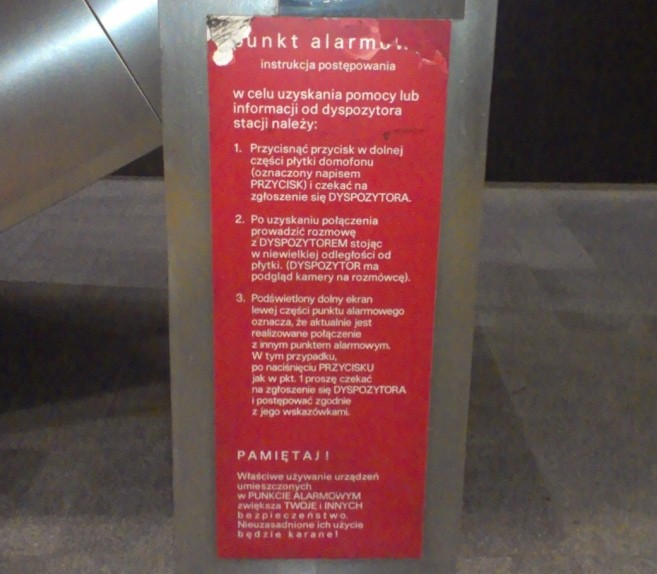 punkt alarmowy
instrukcja postępowania
w celu uzyskania pomocy lub
informacji od dyspozytora
stacji należy:
1. Przycisnąć przycisk w dolnej
części płytki domofonu
(oznaczony napisem
PRZYCISK) i czekać na
zgłoszenie się DYSPOZYTORA.
2. Po uzyskaniu połączenia
prowadzić rozmowę
z DYSPOZYTOREM stojąc
w niewielkiej odległości od
płytki. (DYSPOZYTOR ma
podgląd kamery na rozmówcę).
3. Podświetlony dolny ekran
lewej części punktu alarmowego
oznacza, że aktualnie jest
realizowane połączenie
z innym punktem alarmowym.
W tym przypadku,
po naciśnięciu PRZYCISKU
jak w pkt. 1 proszę czekać
na zgłoszenie się DYSPOZYTORA
i postępować zgodnie
z jego wskazówkami.
PAMIĘTAJ!
Właściwe używanie urządzeń
umieszczonych
w PUNKCIE ALARMOWYM
zwiększa TWOJE i INNYCH
bezpieczeństwo.
Nieuzasadnione ich użycie
będzie karane!